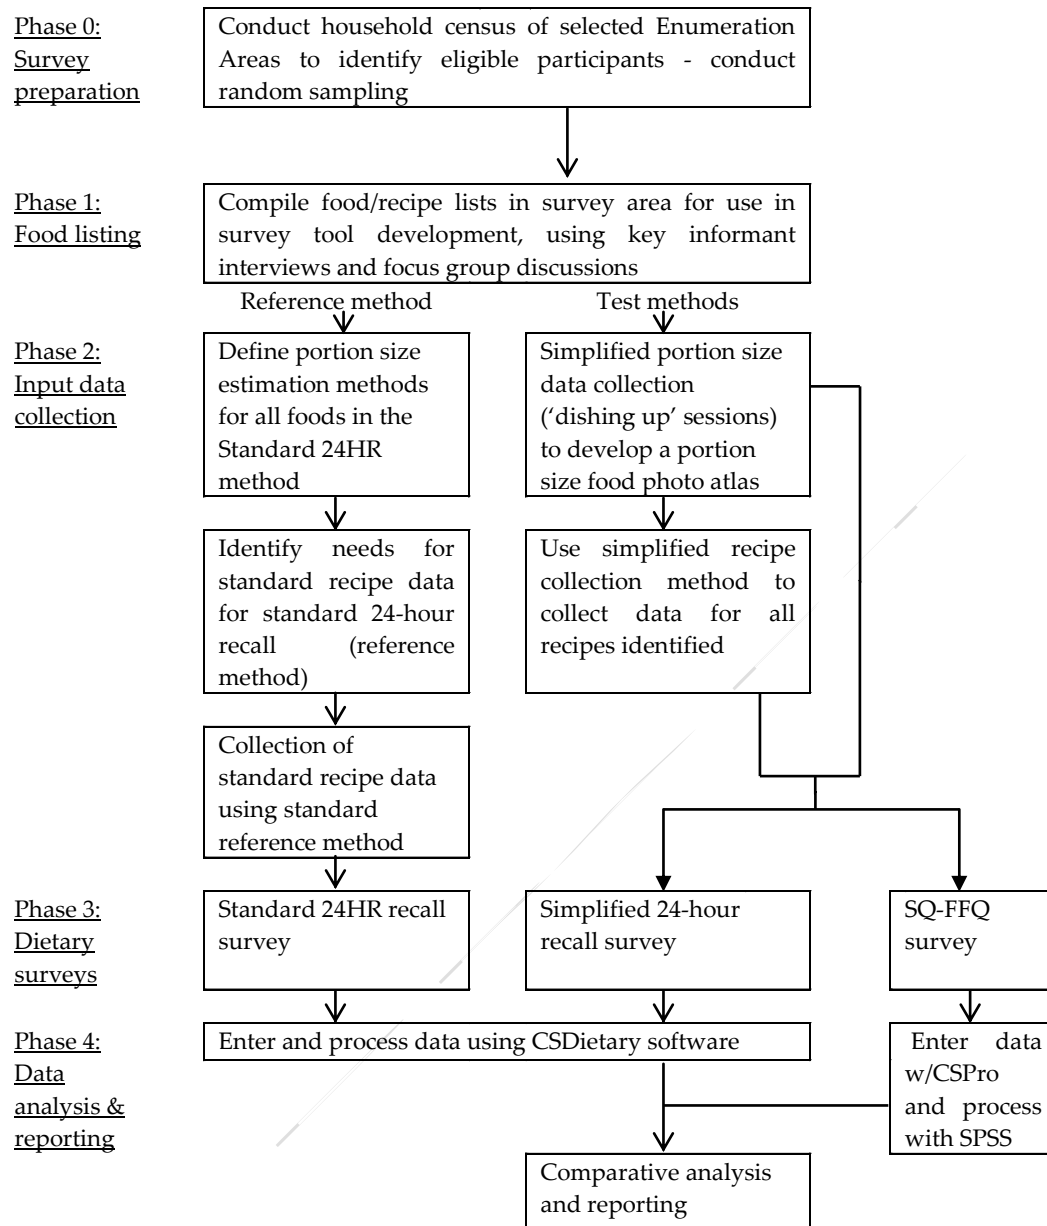 Phase 0:
Survey
preparation
Conduct household census of selected Enumeration
Areas to identify eligible participants - conduct
random sampling
Phase 1:
Food listing
Compile food/recipe lists in survey area for use in
survey tool development, using key informant
interviews and focus group discussions
Reference method
Test methods
Phase 2:
Input data
collection
Define portion size
estimation methods
for all foods in the
Standard 24HR
method
Simplified portion size
data collection
(‘dishing up’ sessions)
to develop a portion
size food photo atlas
Identify needs for
standard recipe data
for standard 24-hour
recall (reference
method)
Use simplified recipe
collection method to
collect data for all
recipes identified
Collection of
standard recipe data
using standard
reference method
Phase 3:
Dietary
surveys
Standard 24HR recall
survey
Simplified 24-hour
recall survey
SQ-FFQ
survey
Phase 4:
Data
analysis &
reporting
Enter and process data using CSDietary software
Enter data
w/CSPro
and process
with SPSS
Comparative analysis
and reporting